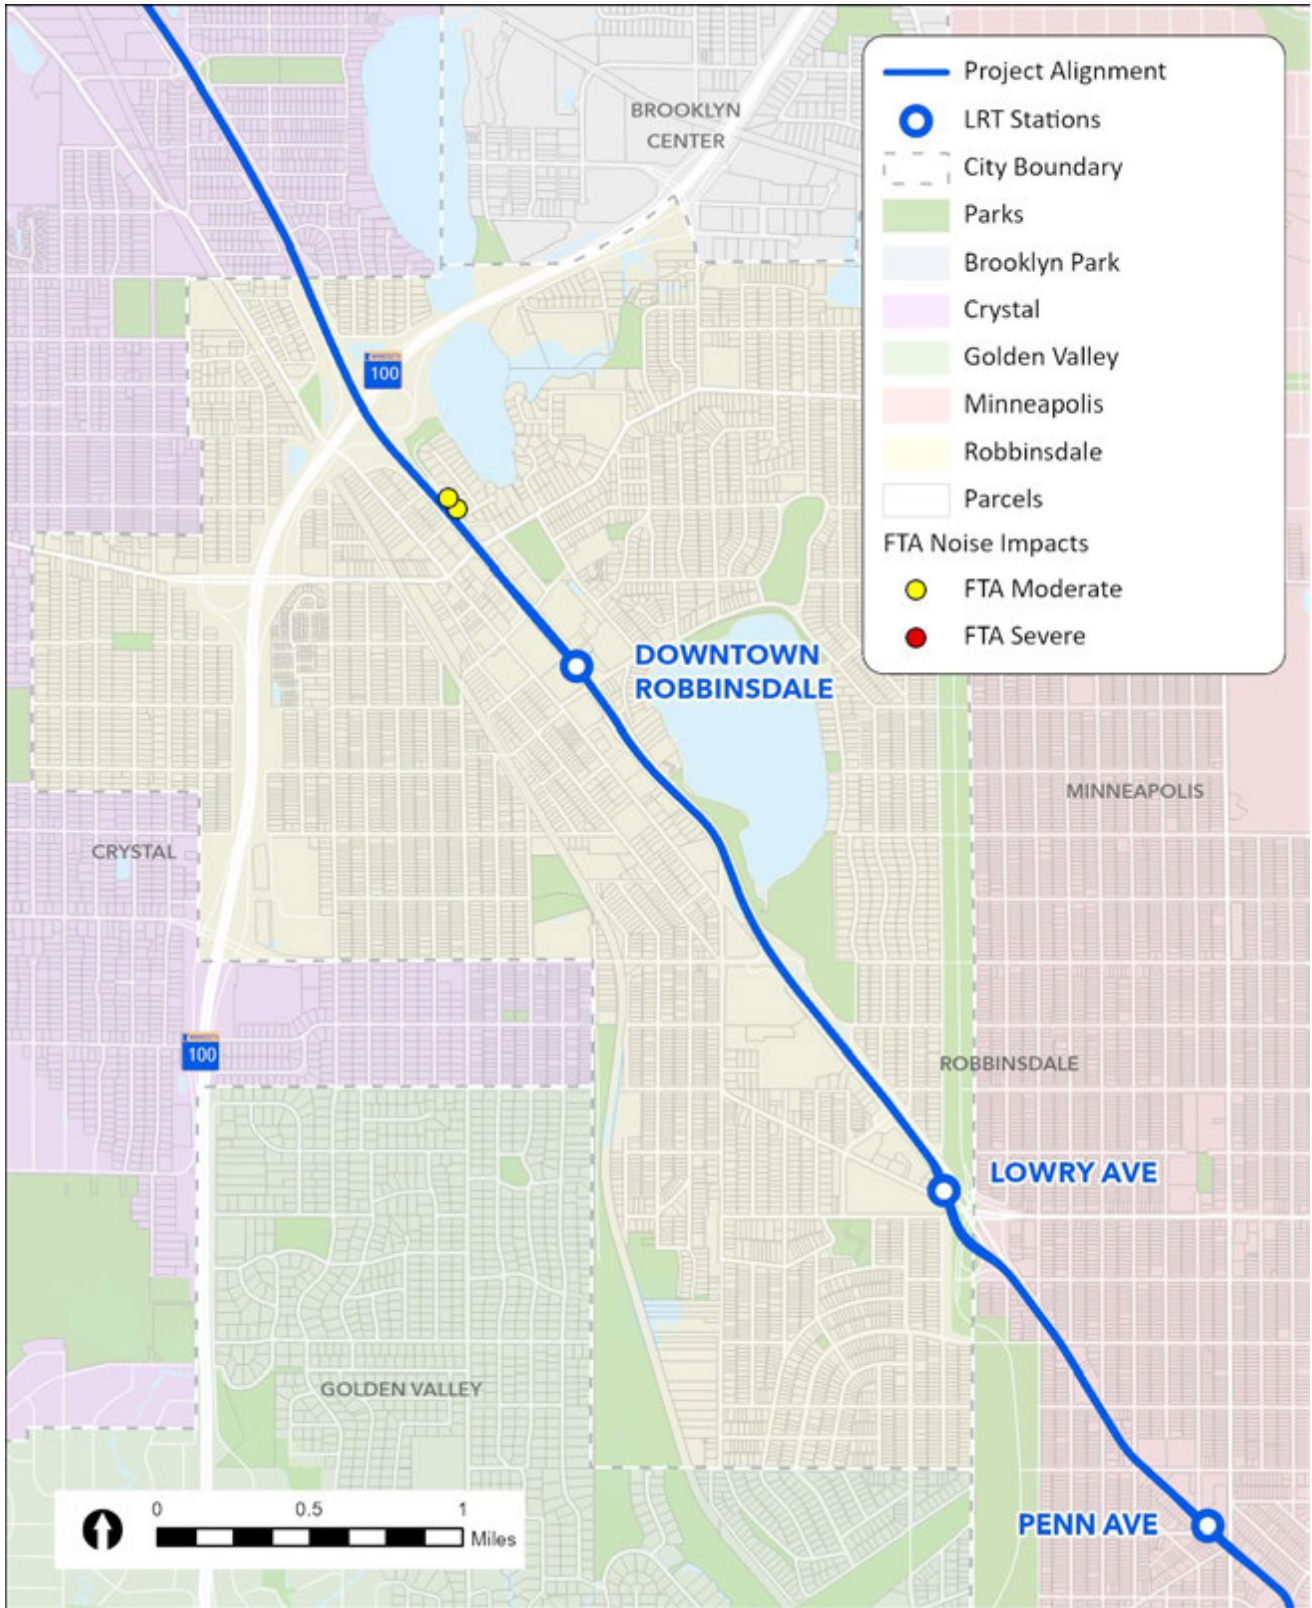 BROOKLYN
CENTER
Project Alignment
LRT Stations
City Boundary
Parks
Brooklyn Park
Crystal
Golden Valley
Minneapolis
Robbinsdale
Parcels
FTA Noise Impacts
FTA Moderate
FTA Severe
100
DOWNTOWN
ROBBINSDALE
MINNEAPOLIS
CRYSTAL
100
ROBBINSDALE
LOWRY AVE
GOLDEN VALLEY
PENN AVE
0 0.5 1
Miles